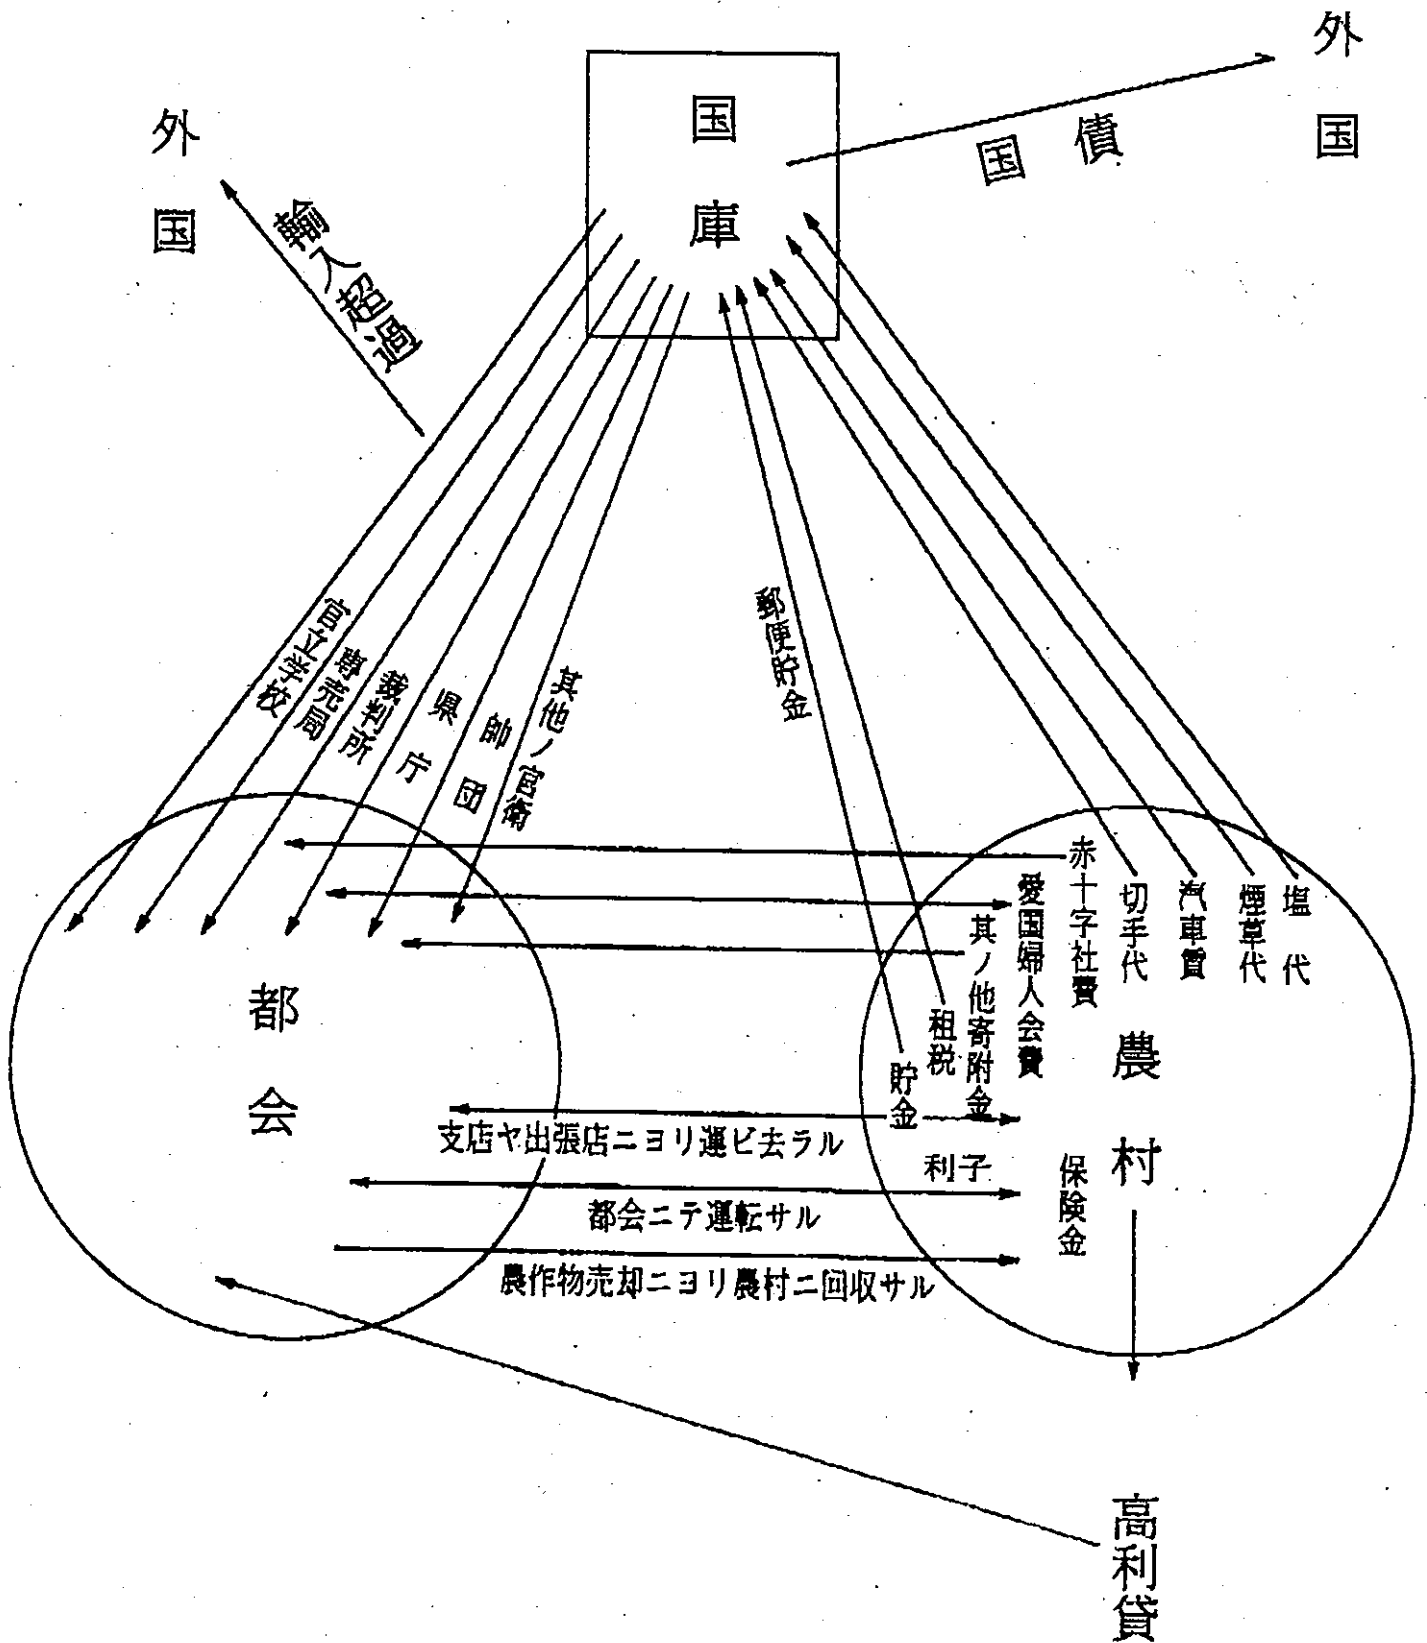 外国
国債
国庫
外国
輸入超過
官立学校
専売局
裁判所
県庁
師団
其他ノ官衙
郵便貯金
塩代
煙草代
汽車賃
切手代
赤十字社費
愛国婦人会費
其ノ他寄附金
租税
貯金
利子
保険金
農村
都会
支店ヤ出張店ニヨリ運ビ去ラル
都会ニテ運転サル
農作物売却ニヨリ農村ニ回収サル
高利貸